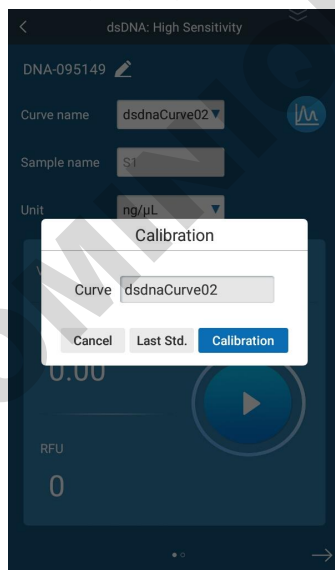 dsDNA: High Sensitivity
DNA-095149
Curve name dsdnaCurve02
Sample name S1
Unit ng/µL
Calibration
Curve dsdnaCurve02
Cancel Last Std. Calibration
0.00
RFU
0